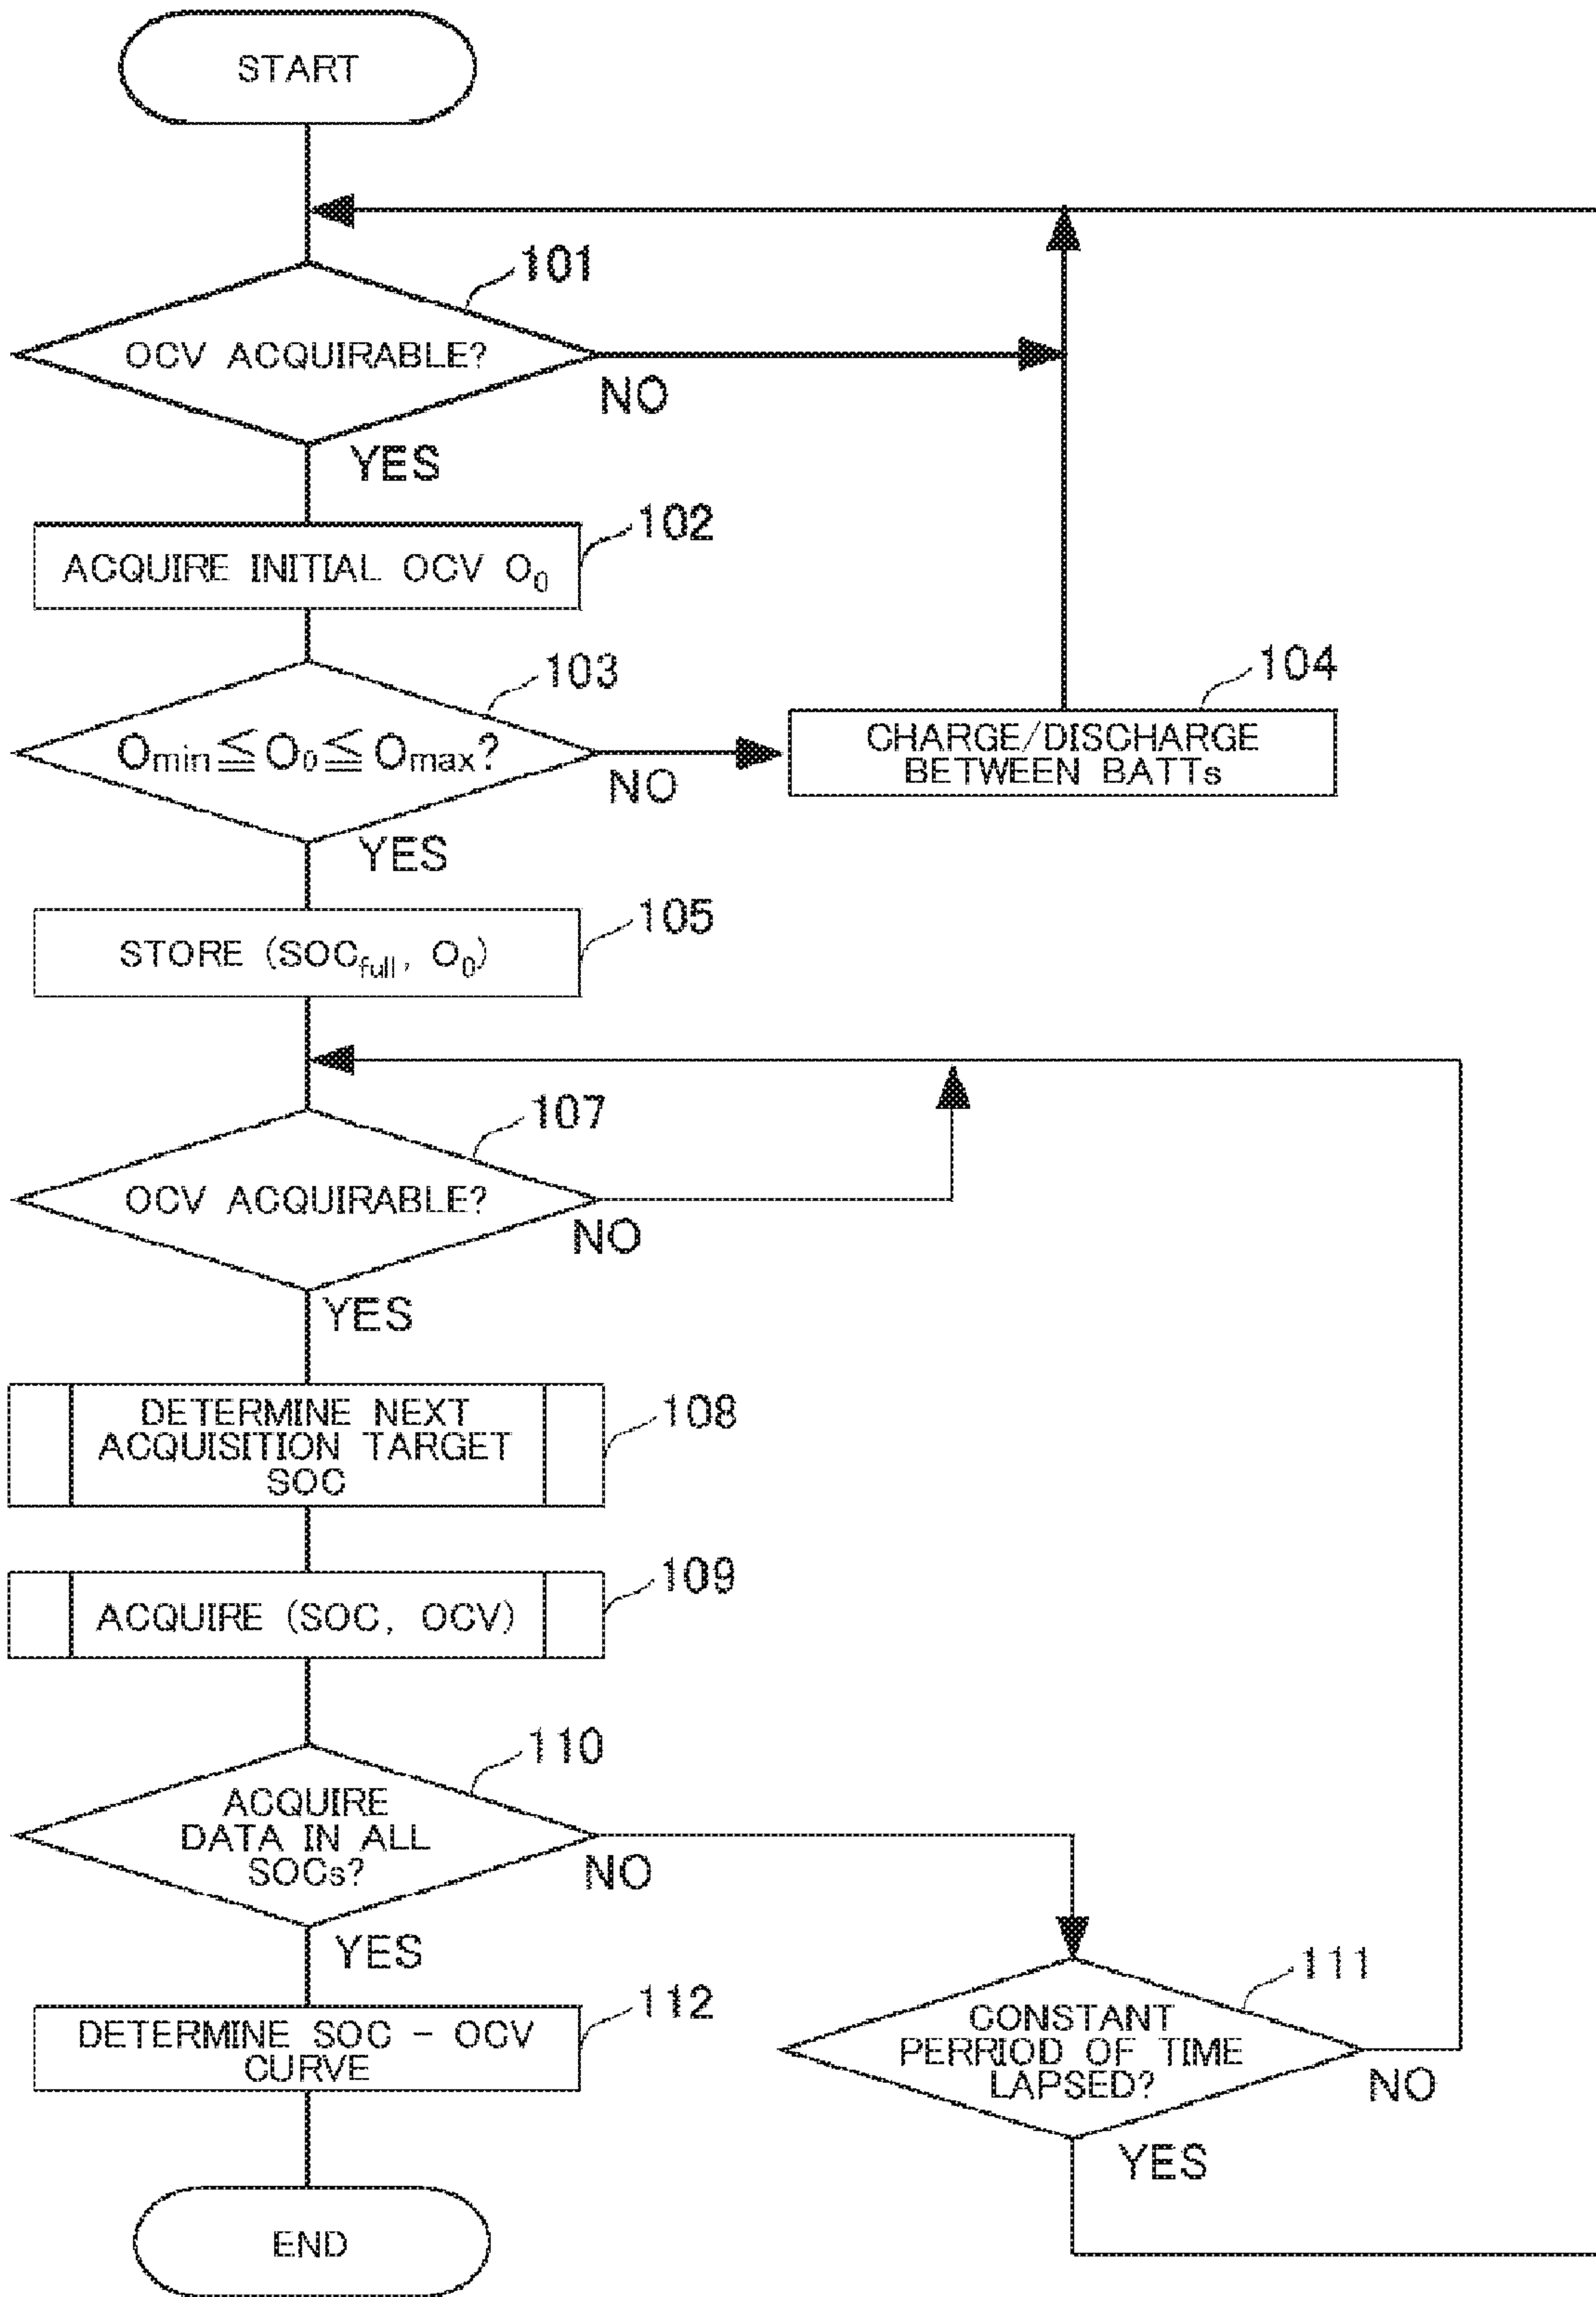 START
101
OCV ACQUIRABLE?
NO
YES
102
ACQUIRE INITIAL OCV O₀
103
Omin≦O₀≦Omax?
NO
YES
104
CHARGE/DISCHARGE
BETWEEN BATTs
105
STORE (SOCfull, O₀)
107
OCV ACQUIRABLE?
NO
YES
108
DETERMINE NEXT
ACQUISITION TARGET
SOC
109
ACQUIRE (SOC, OCV)
110
ACQUIRE
DATA IN ALL
SOCs?
NO
YES
111
CONSTANT
PERRIOD OF TIME
LAPSED?
NO
YES
112
DETERMINE SOC - OCV
CURVE
END